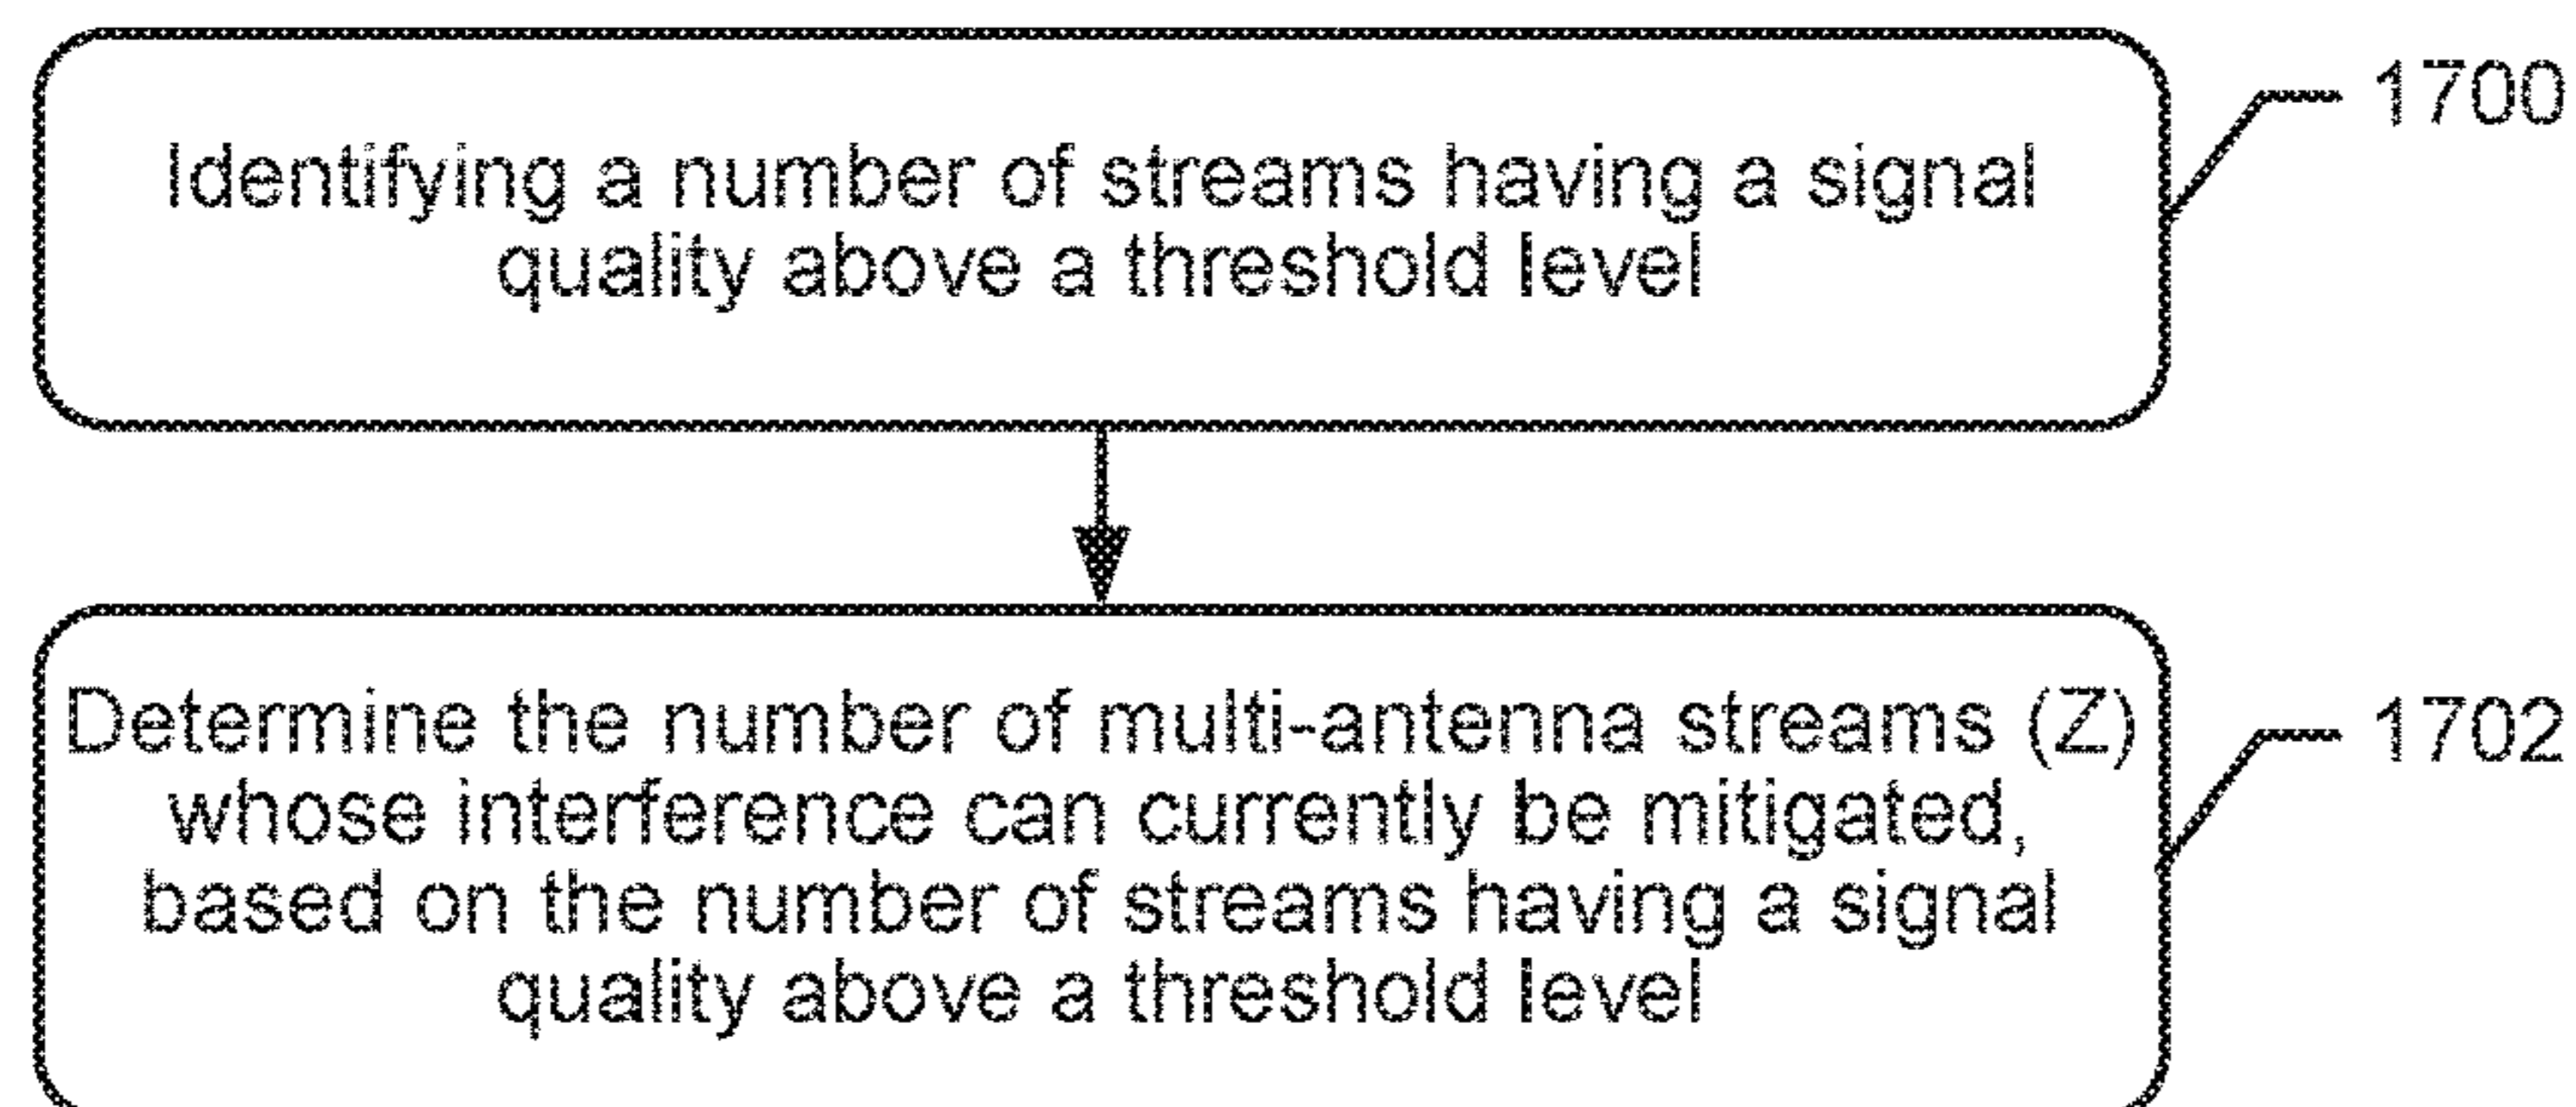 1700
Identifying a number of streams having a signal
quality above a threshold level
Determine the number of multi-antenna streams (Z)
1702
whose interference can currently be mitigated,
based on the number of streams having a signal
quality above a threshold level